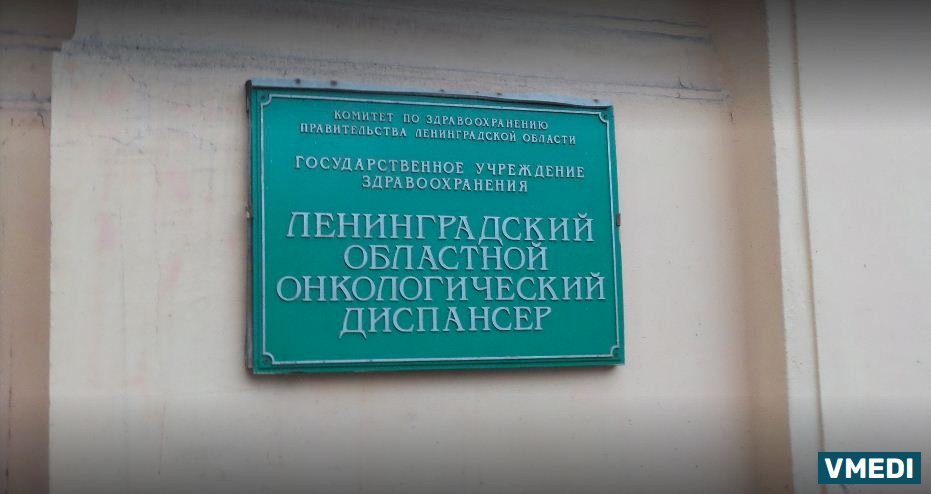 КОМИТЕТ ПО ЗДРАВООХРАНЕНИЮ
ПРАВИТЕЛЬСТВА ЛЕНИНГРАДСКОЙ ОБЛАСТИ
ГОСУДАРСТВЕННОЕ УЧРЕЖДЕНИЕ
ЗДРАВООХРАНЕНИЯ
ЛЕНИНГРАДСКИЙ
ОБЛАСТНОЙ
ОНКОЛОГИЧЕСКИЙ
ДИСПАНСЕР
VMEDI